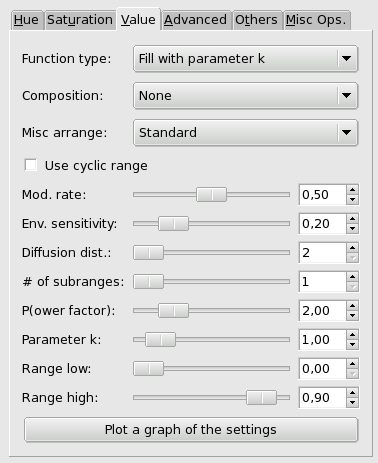 Hue Saturation Value Advanced Others Misc Ops.
Function type: Fill with parameter k
Composition: None
Misc arrange: Standard
Use cyclic range
Mod. rate: 0,50
Env. sensitivity: 0,20
Diffusion dist.: 2
# of subranges: 1
P(ower factor): 2,00
Parameter k: 1,00
Range low: 0,00
Range high: 0,90
Plot a graph of the settings